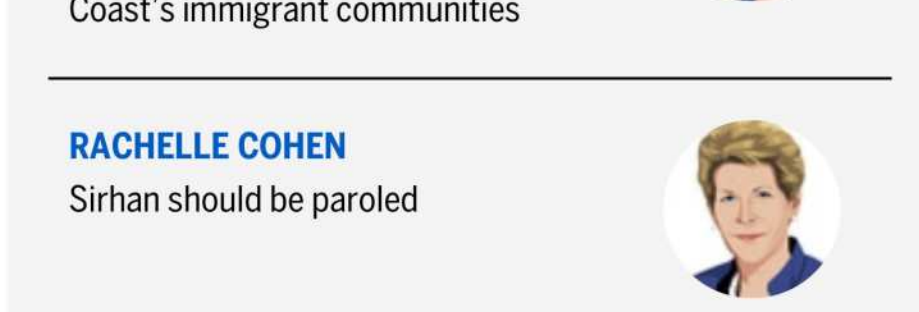 Coast's immigrant communities
RACHELLE COHEN
Sirhan should be paroled